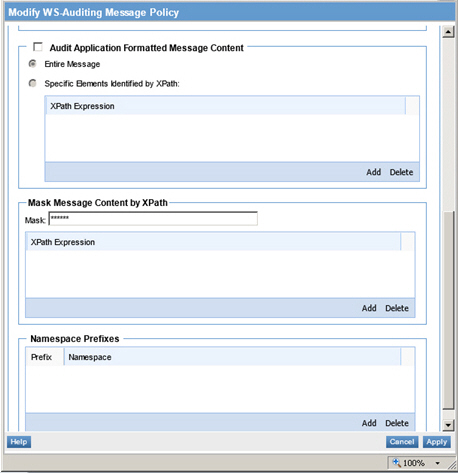 Modify WS-Auditing Message Policy
Audit Application Formatted Message Content
Entire Message
Specific Elements Identified by XPath:
XPath Expression
Add Delete
Mask Message Content by XPath
Mask: ******
XPath Expression
Add Delete
Namespace Prefixes
Prefix Namespace
Add Delete
Help Cancel Apply
100%